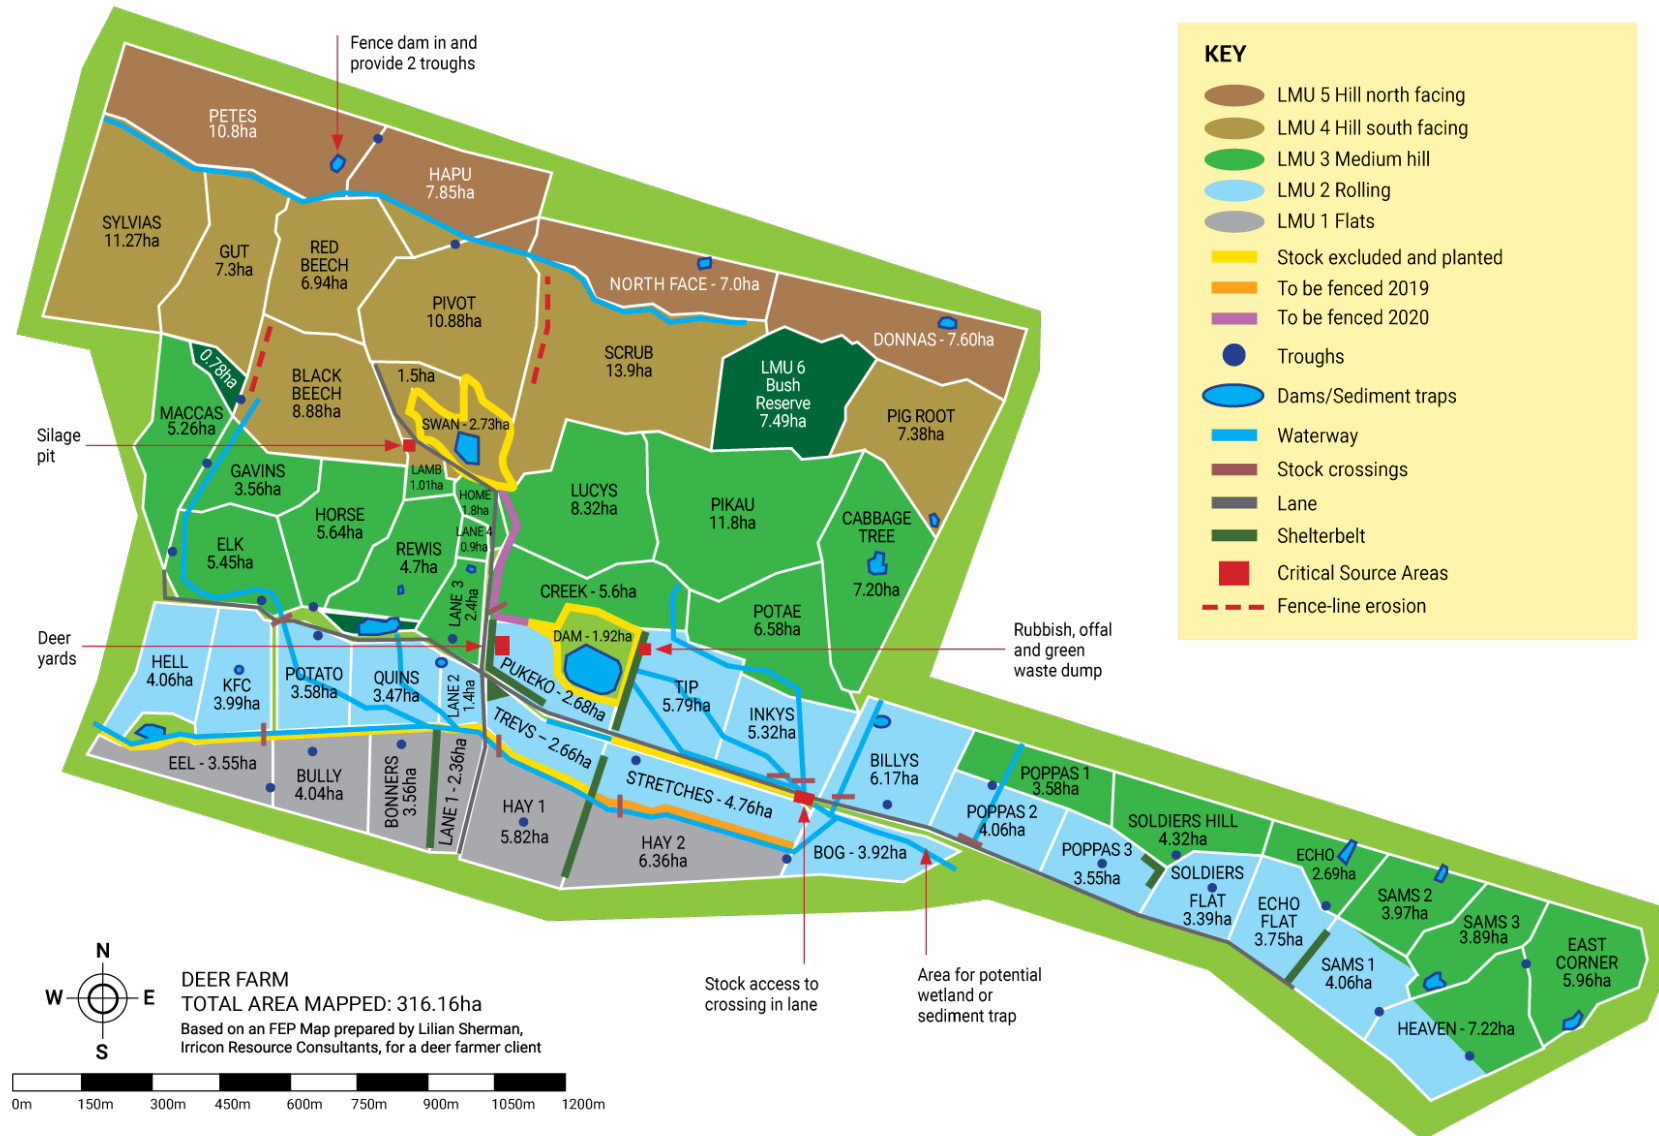 Fence dam in and
provide 2 troughs
PETES
10.8ha
HAPU
7.85ha
SYLVIAS
11.27ha
GUT
7.3ha
RED
BEECH
6.94ha
PIVOT
10.88ha
NORTH FACE - 7.0ha
DONNAS - 7.60ha
SCRUB
13.9ha
LMU 6
Bush
Reserve
7.49ha
PIG ROOT
7.38ha
0.78ha
BLACK
BEECH
8.88ha
1.5ha
SWAN - 2.73ha
MACCAS
5.26ha
Silage
pit
GAVINS
3.56ha
LAMB
1.01ha
HOME
1.8ha
LUCYS
8.32ha
PIKAU
11.8ha
CABBAGE
TREE
7.20ha
HORSE
5.64ha
ELK
5.45ha
REWIS
4.7ha
LANE 4
0.9ha
LANE 3
2.4ha
CREEK - 5.6ha
POTAE
6.58ha
Deer
yards
DAM - 1.92ha
Rubbish, offal
and green
waste dump
HELL
4.06ha
KFC
3.99ha
POTATO
3.58ha
QUINS
3.47ha
LANE 2
1.4ha
PUKEKO - 2.68ha
TIP
5.79ha
INKYS
5.32ha
TREVS – 2.66ha
BILLYS
6.17ha
EEL - 3.55ha
BULLY
4.04ha
BONNERS
3.56ha
LANE 1 - 2.36ha
HAY 1
5.82ha
STRETCHES - 4.76ha
HAY 2
6.36ha
BOG - 3.92ha
POPPAS 1
3.58ha
POPPAS 2
4.06ha
POPPAS 3
3.55ha
SOLDIERS HILL
4.32ha
SOLDIERS
FLAT
3.39ha
ECHO
2.69ha
ECHO
FLAT
3.75ha
SAMS 2
3.97ha
SAMS 3
3.89ha
SAMS 1
4.06ha
EAST
CORNER
5.96ha
HEAVEN - 7.22ha
Stock access to
crossing in lane
Area for potential
wetland or
sediment trap
KEY
LMU 5 Hill north facing
LMU 4 Hill south facing
LMU 3 Medium hill
LMU 2 Rolling
LMU 1 Flats
Stock excluded and planted
To be fenced 2019
To be fenced 2020
Troughs
Dams/Sediment traps
Waterway
Stock crossings
Lane
Shelterbelt
Critical Source Areas
Fence-line erosion
N
W
E
S
DEER FARM
TOTAL AREA MAPPED: 316.16ha
Based on an FEP Map prepared by Lilian Sherman,
Irricon Resource Consultants, for a deer farmer client
0m 150m 300m 450m 600m 750m 900m 1050m 1200m